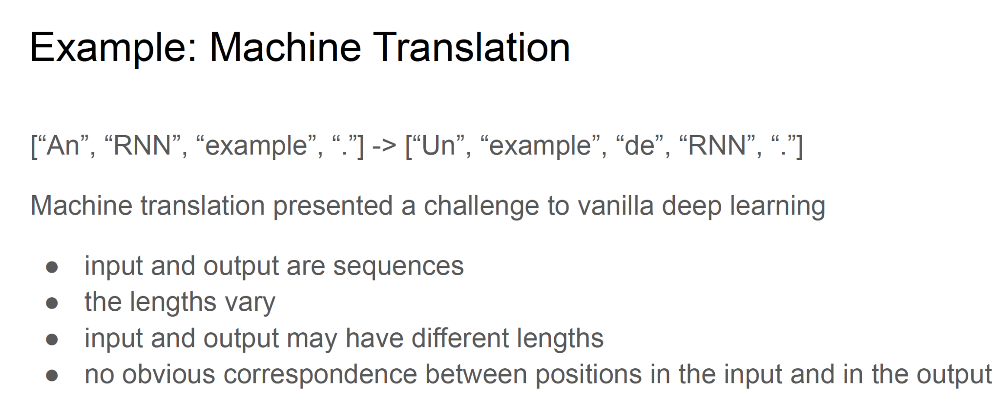 Example: Machine Translation
[“An”, “RNN”, “example”, “.”] -> [“Un”, “example”, “de”, “RNN”, “.”]
Machine translation presented a challenge to vanilla deep learning
● input and output are sequences
● the lengths vary
● input and output may have different lengths
● no obvious correspondence between positions in the input and in the output